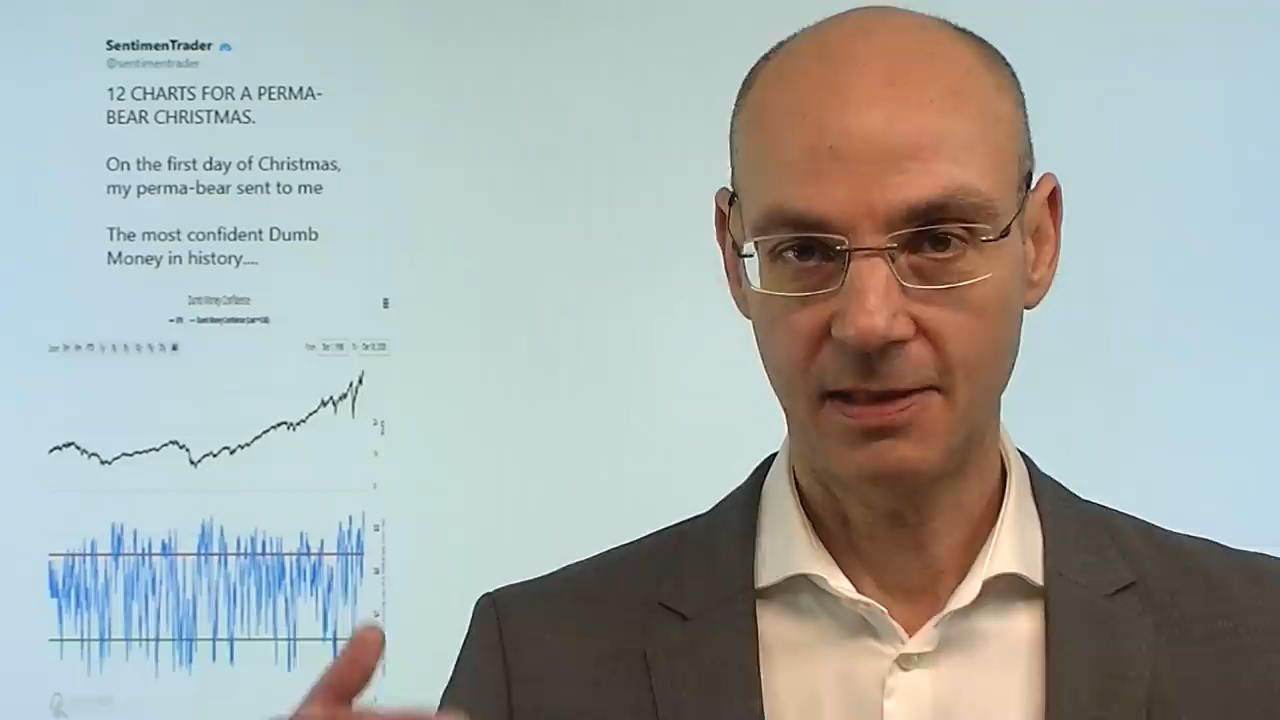 SentimenTrader
@sentimentrader
12 CHARTS FOR A PERMA-
BEAR CHRISTMAS.
On the first day of Christmas,
my perma-bear sent to me
The most confident Dumb
Money in history....
Dumb Money Confidence